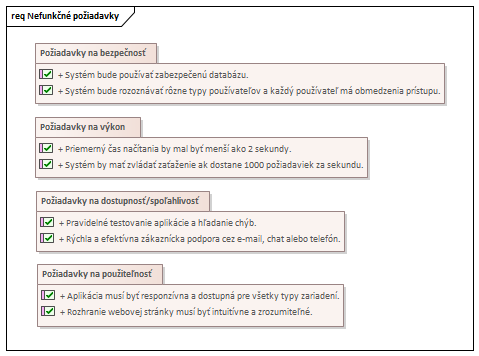 req Nefunkčné požiadavky
Požiadavky na bezpečnosť
+ Systém bude používať zabezpečenú databázu.
+ Systém bude rozoznávať rôzne typy používateľov a každý používateľ má obmedzenia prístupu.
Požiadavky na výkon
+ Priemerný čas načítania by mal byť menší ako 2 sekundy.
+ Systém by mať zvládať zaťaženie ak dostane 1000 požiadaviek za sekundu.
Požiadavky na dostupnosť/spoľahlivosť
+ Pravidelné testovanie aplikácie a hľadanie chýb.
+ Rýchla a efektívna zákaznícka podpora cez e-mail, chat alebo telefón.
Požiadavky na použiteľnosť
+ Aplikácia musí byť responzívna a dostupná pre všetky typy zariadení.
+ Rozhranie webovej stránky musí byť intuitívne a zrozumiteľné.